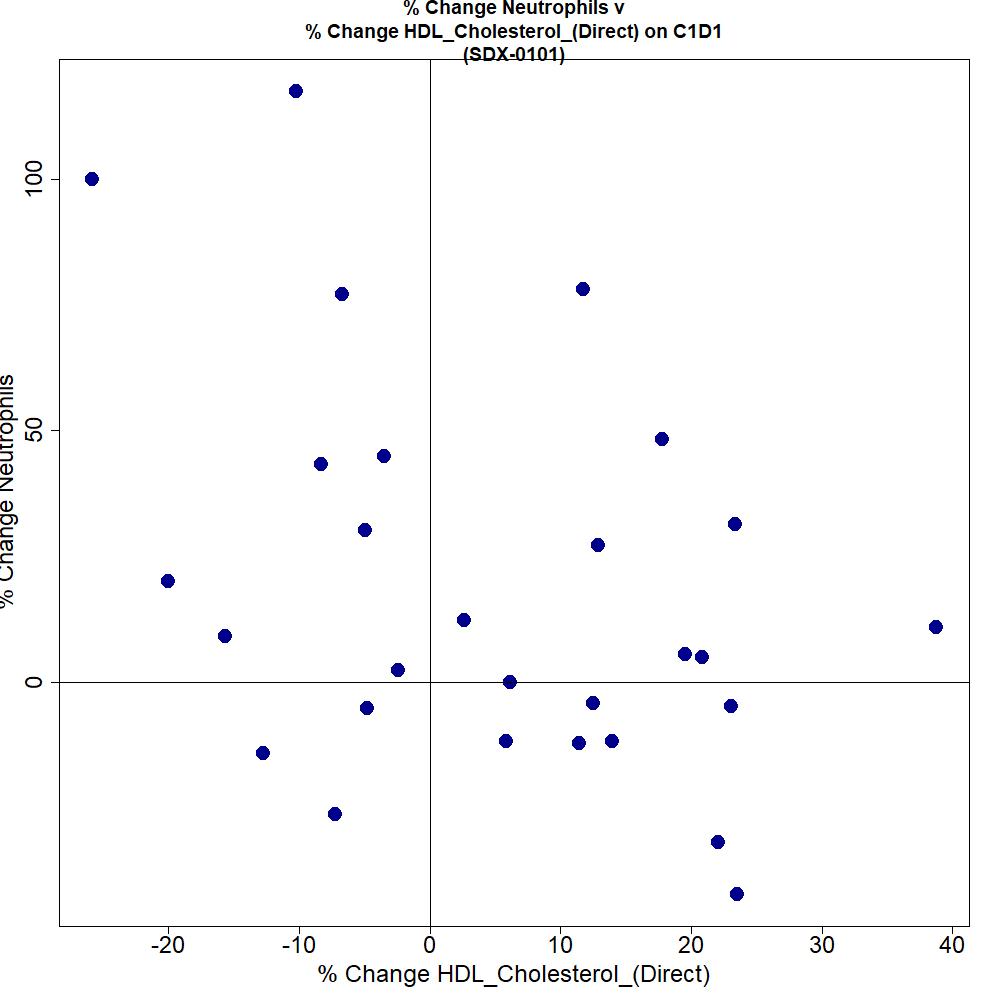 % Change Neutrophils v
% Change HDL_Cholesterol_(Direct) on C1D1
(SDX-0101)
% Change Neutrophils
100
50
0
-20 -10 0 10 20 30 40
% Change HDL_Cholesterol_(Direct)